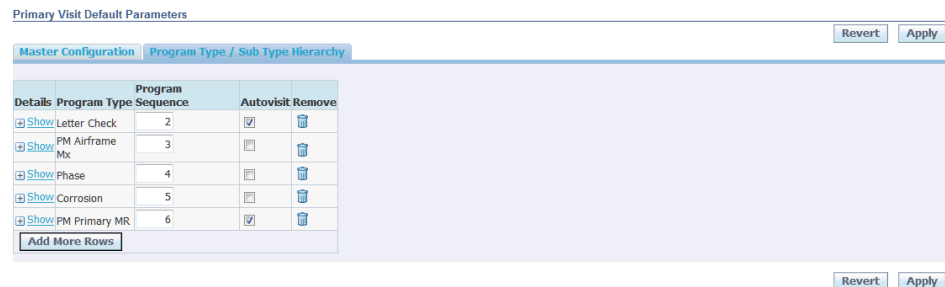 Primary Visit Default Parameters
Revert Apply
Master Configuration Program Type / Sub Type Hierarchy
Details Program Type Program Sequence Autovisit Remove
Show Letter Check 2
Show PM Airframe Mx 3
Show Phase 4
Show Corrosion 5
Show PM Primary MR 6
Add More Rows
Revert Apply